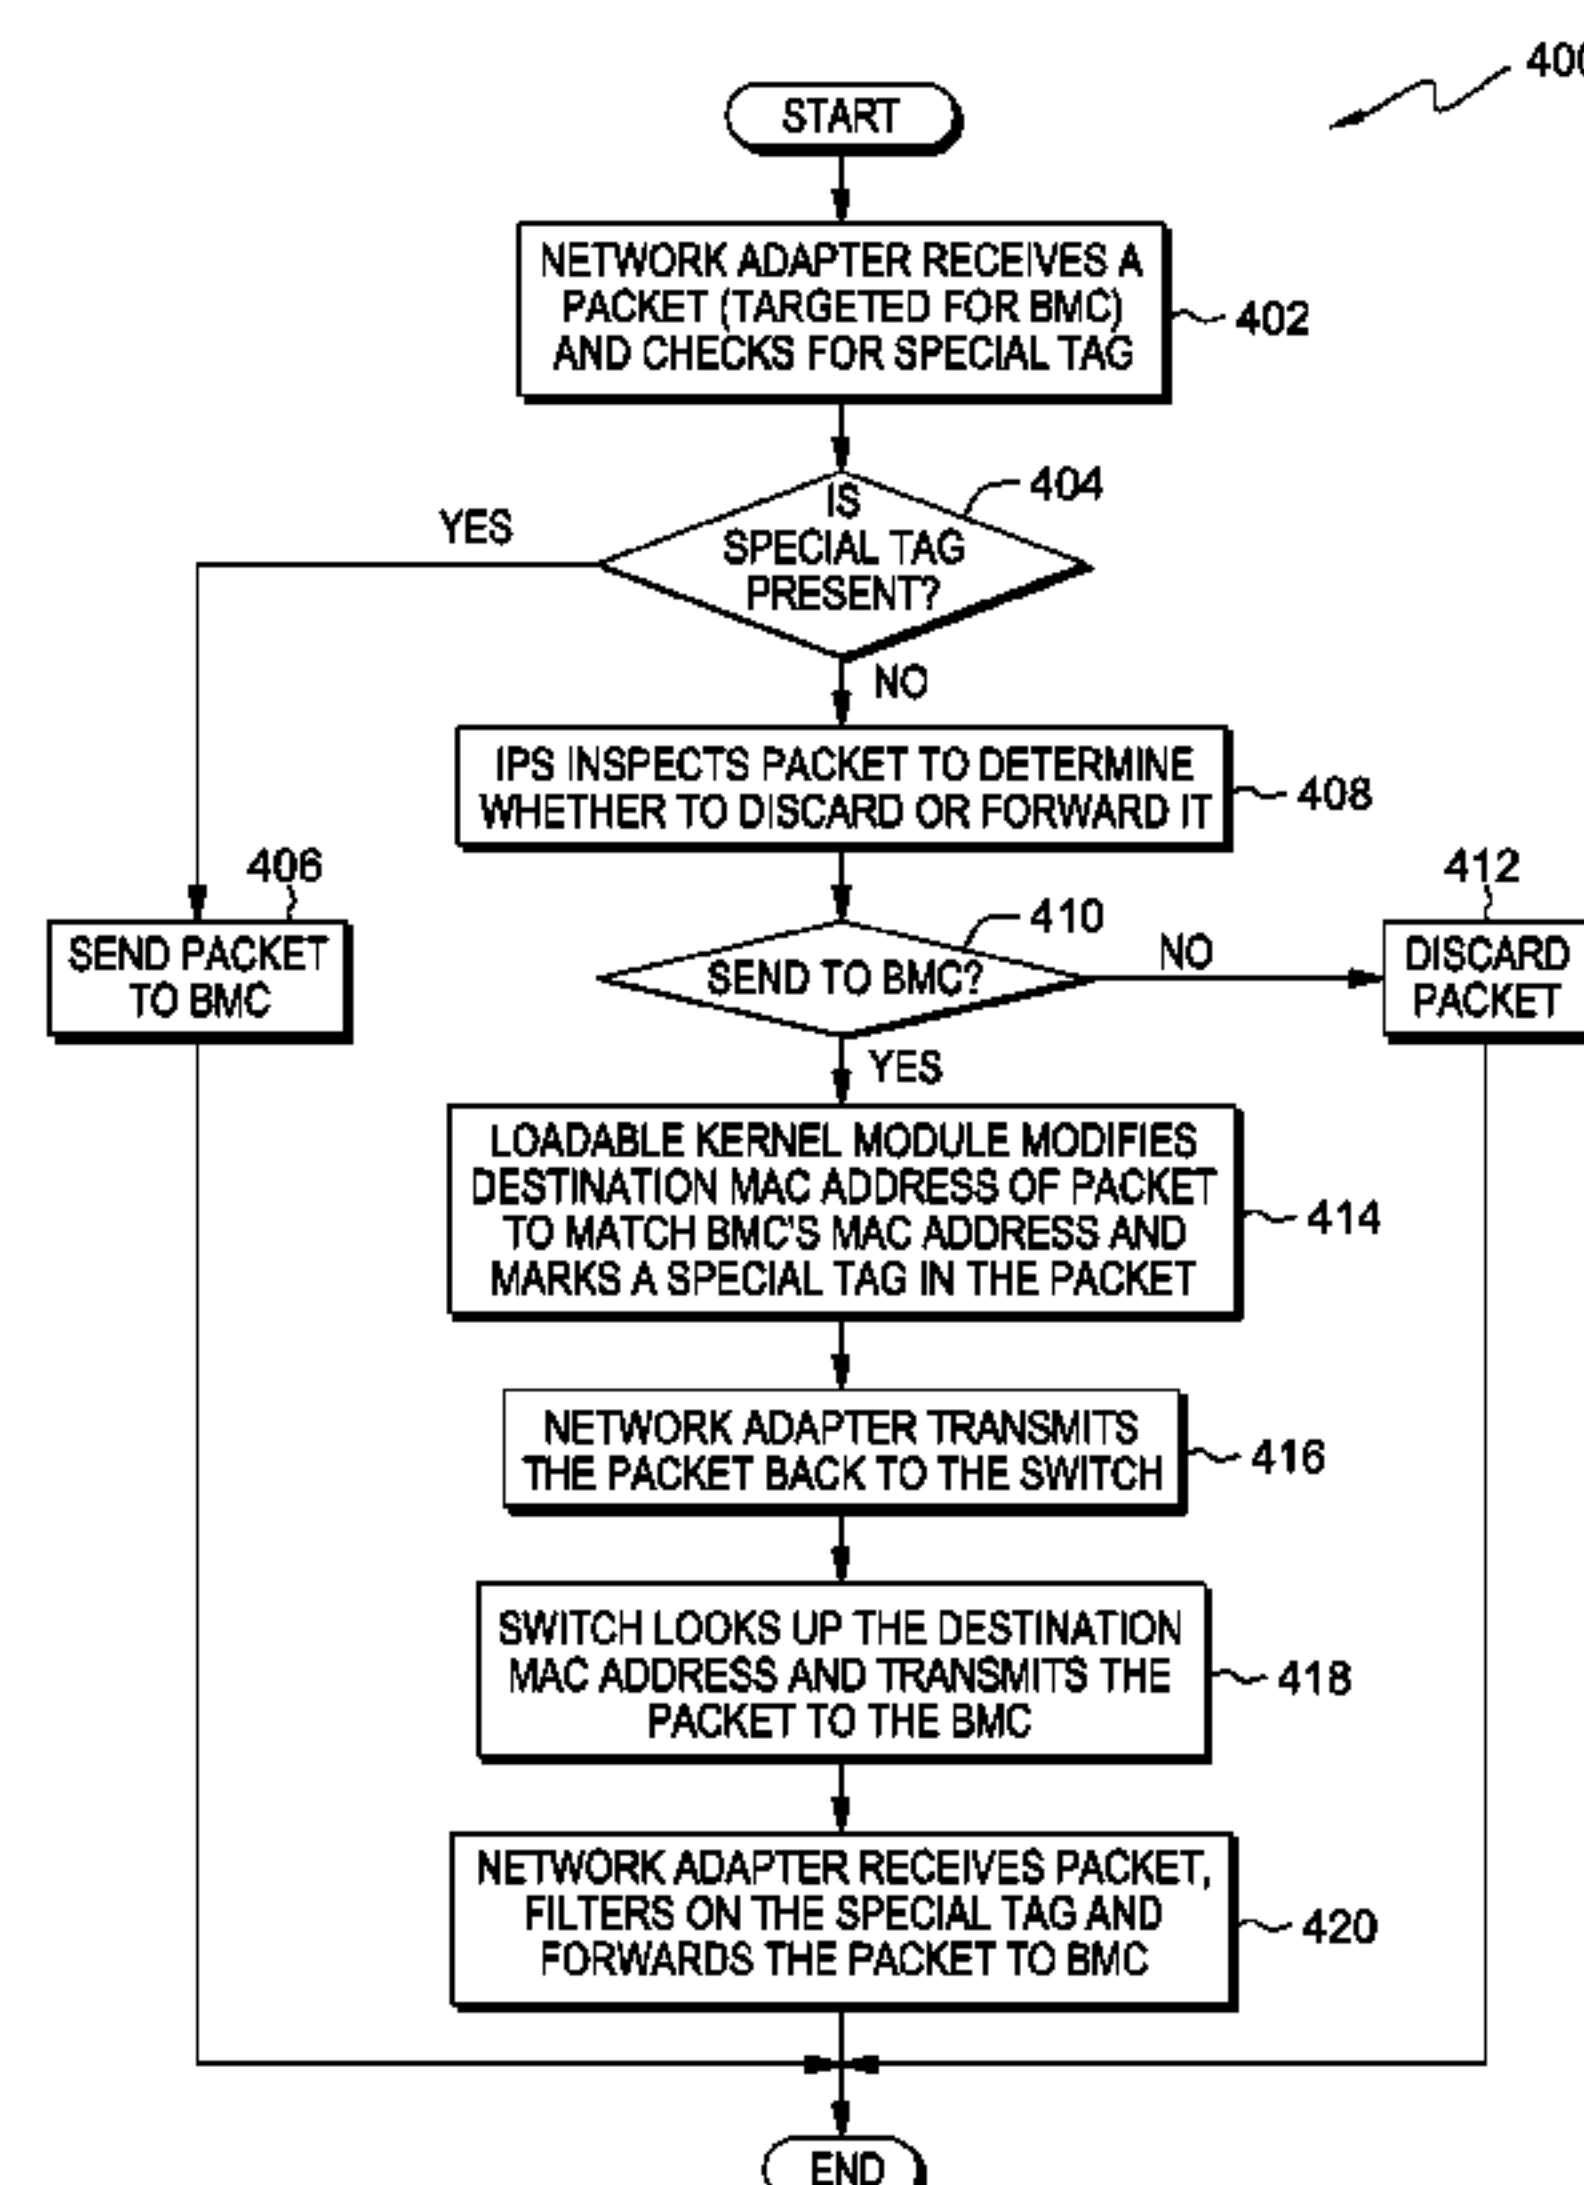 400
START
NETWORK ADAPTER RECEIVES A
PACKET (TARGETED FOR BMC)
AND CHECKS FOR SPECIAL TAG
402
IS
SPECIAL TAG
PRESENT?
404
YES
NO
IPS INSPECTS PACKET TO DETERMINE
WHETHER TO DISCARD OR FORWARD IT
408
406
SEND PACKET
TO BMC
SEND TO BMC?
410
NO
412
DISCARD
PACKET
YES
LOADABLE KERNEL MODULE MODIFIES
DESTINATION MAC ADDRESS OF PACKET
TO MATCH BMC'S MAC ADDRESS AND
MARKS A SPECIAL TAG IN THE PACKET
414
NETWORK ADAPTER TRANSMITS
THE PACKET BACK TO THE SWITCH
416
SWITCH LOOKS UP THE DESTINATION
MAC ADDRESS AND TRANSMITS THE
PACKET TO THE BMC
418
NETWORK ADAPTER RECEIVES PACKET,
FILTERS ON THE SPECIAL TAG AND
FORWARDS THE PACKET TO BMC
420
END